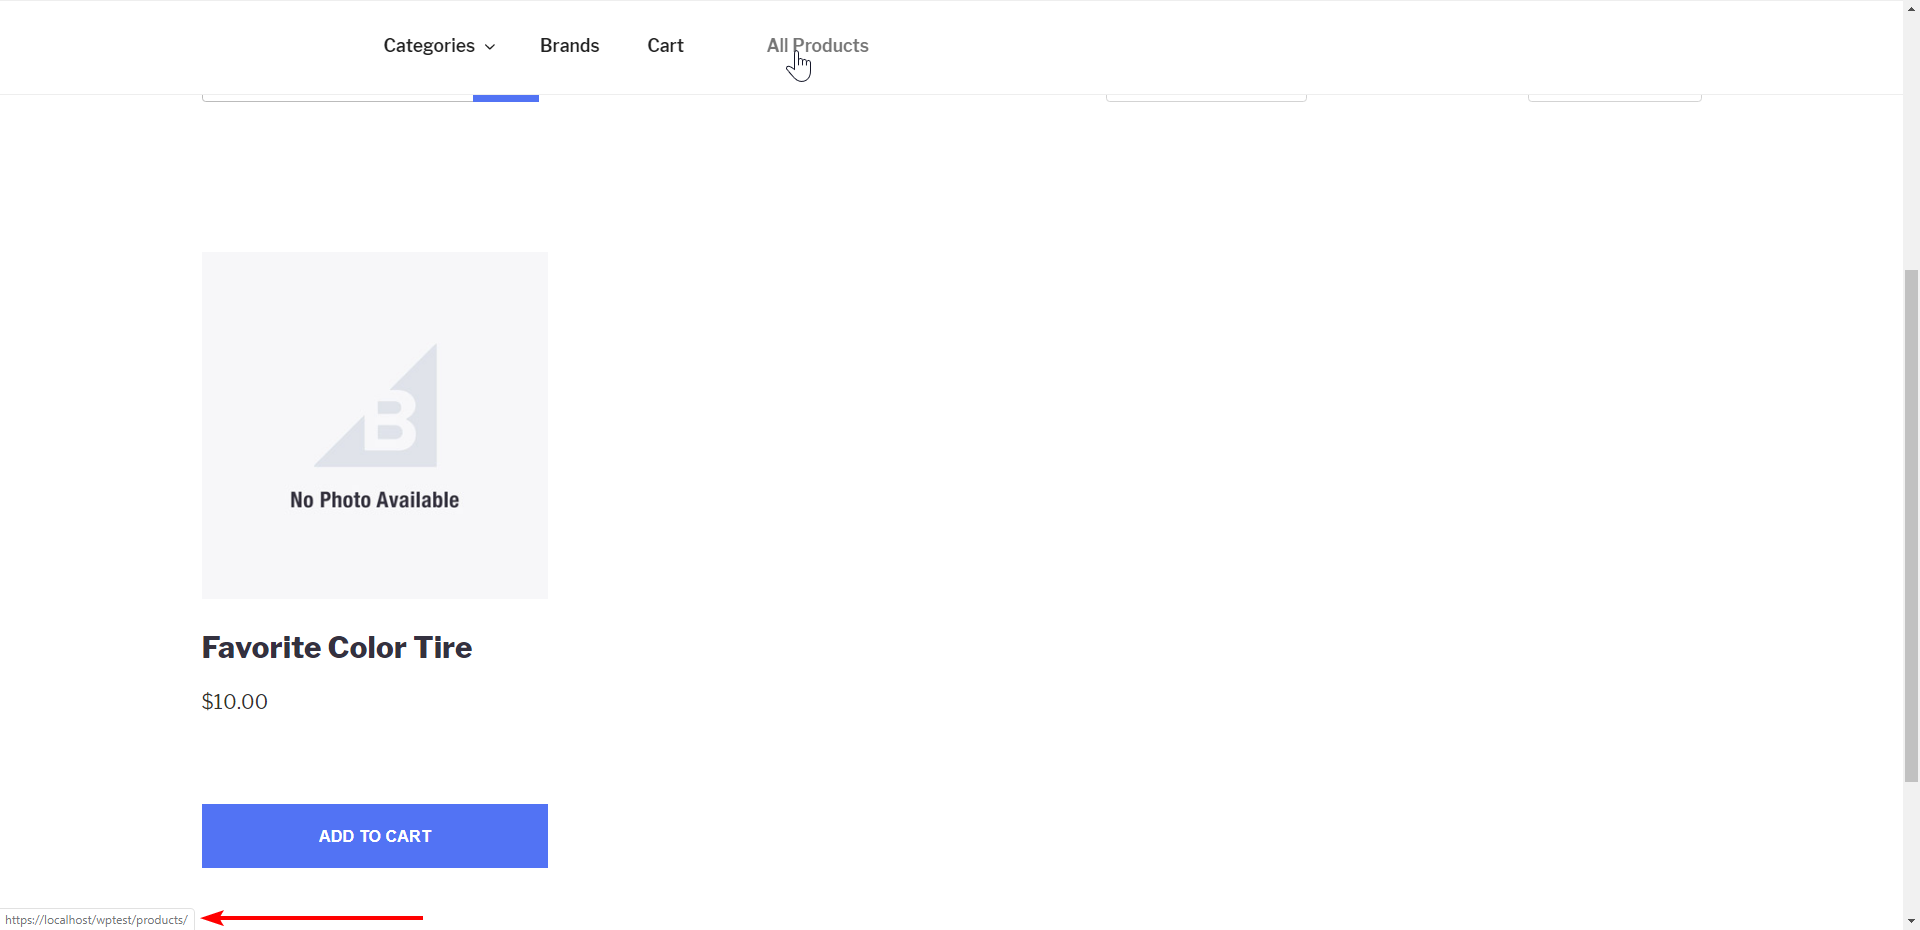 Categories Brands Cart All Products
B
No Photo Available
Favorite Color Tire
$10.00
ADD TO CART
https://localhost/wptest/products/